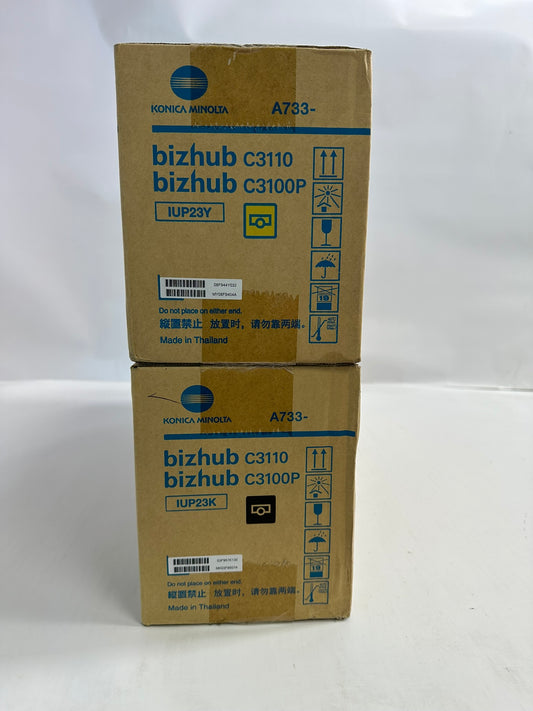 KONICA MINOLTA
A733-
bizhub C3110
bizhub C3100P
IUP23Y
19
Do not place on either end.
縦置禁止 放置时，请勿靠两端。
Made in Thailand
KONICA MINOLTA
A733-
bizhub C3110
bizhub C3100P
IUP23K
19
Do not place on either end.
縦置禁止 放置时，请勿靠两端。
Made in Thailand